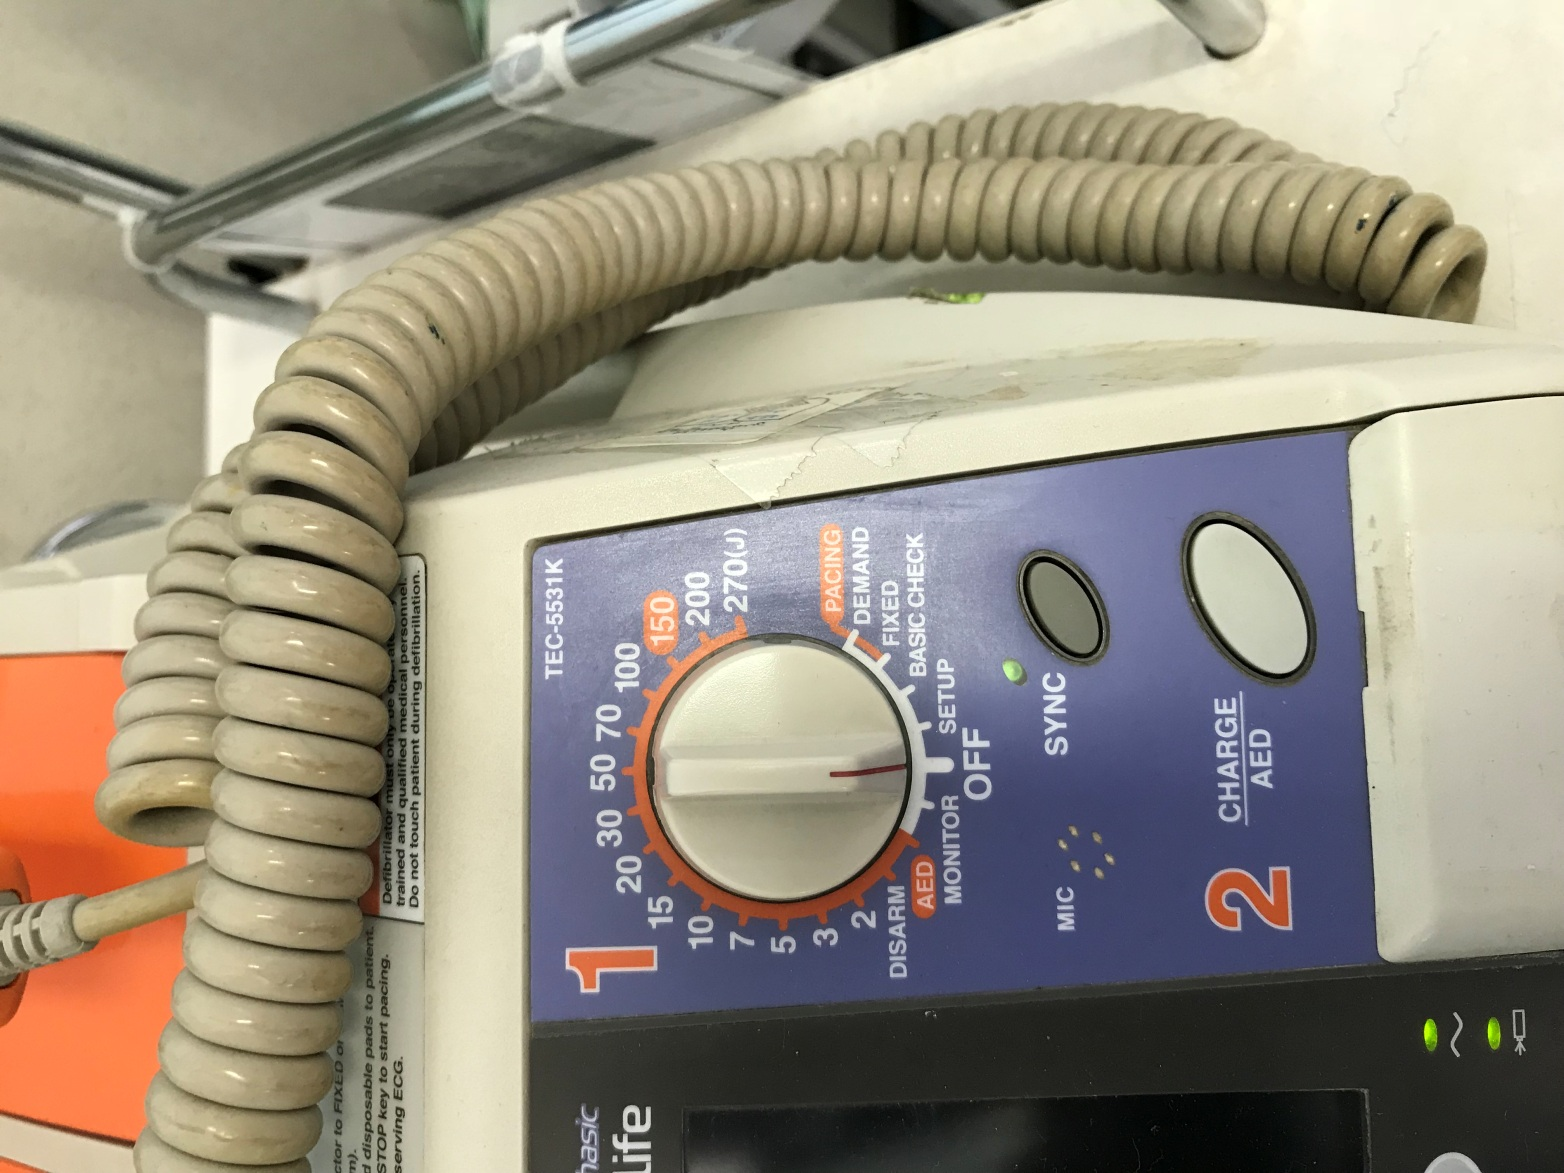 TEC-5531K
1
DISARM
2
3
5
7
10
15
20
30
50
70
100
150
200
270(J)
PACING
DEMAND
FIXED
BASIC CHECK
SETUP
OFF
MONITOR
AED
SYNC
MIC
2
CHARGE
AED
Defibrillator must only be
trained and qualified medical personnel.
Do not touch patient during defibrillation.
to FIXED
disposable pads to patient.
STOP key to start pacing.
ECG.